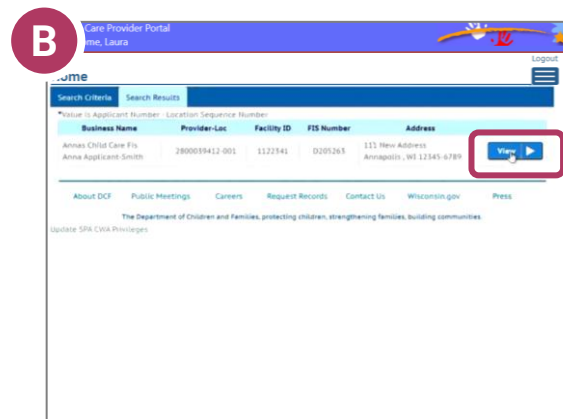 B
Care Provider Portal
me, Laura
Logout
Home
Search Criteria Search Results
*Value is Applicant Number - Location Sequence Number
Business Name Provider-Loc Facility ID FIS Number Address
Annas Child Care Fis 2800039412-001 1122341 D205263 111 New Address
Anna Applicant-Smith Annapolis , WI 12345-6789
View
About DCF Public Meetings Careers Request Records Contact Us Wisconsin.gov Press
The Department of Children and Families, protecting children, strengthening families, building communities.
Update SPA CWA Privileges